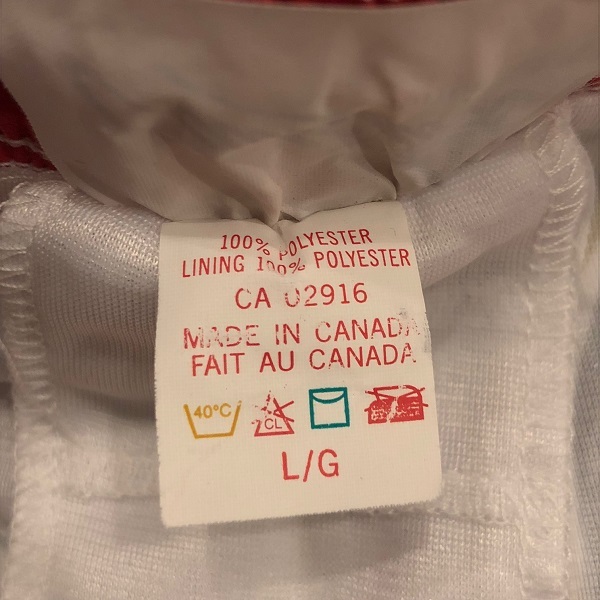 100% POLYESTER
LINING 100% POLYESTER
CA 02916
MADE IN CANADA
FAIT AU CANADA
40°C CL
L/G